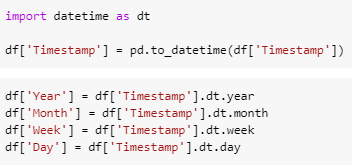 import datetime as dt
df['Timestamp'] = pd.to_datetime(df['Timestamp'])
df['Year'] = df['Timestamp'].dt.year
df['Month'] = df['Timestamp'].dt.month
df['Week'] = df['Timestamp'].dt.week
df['Day'] = df['Timestamp'].dt.day